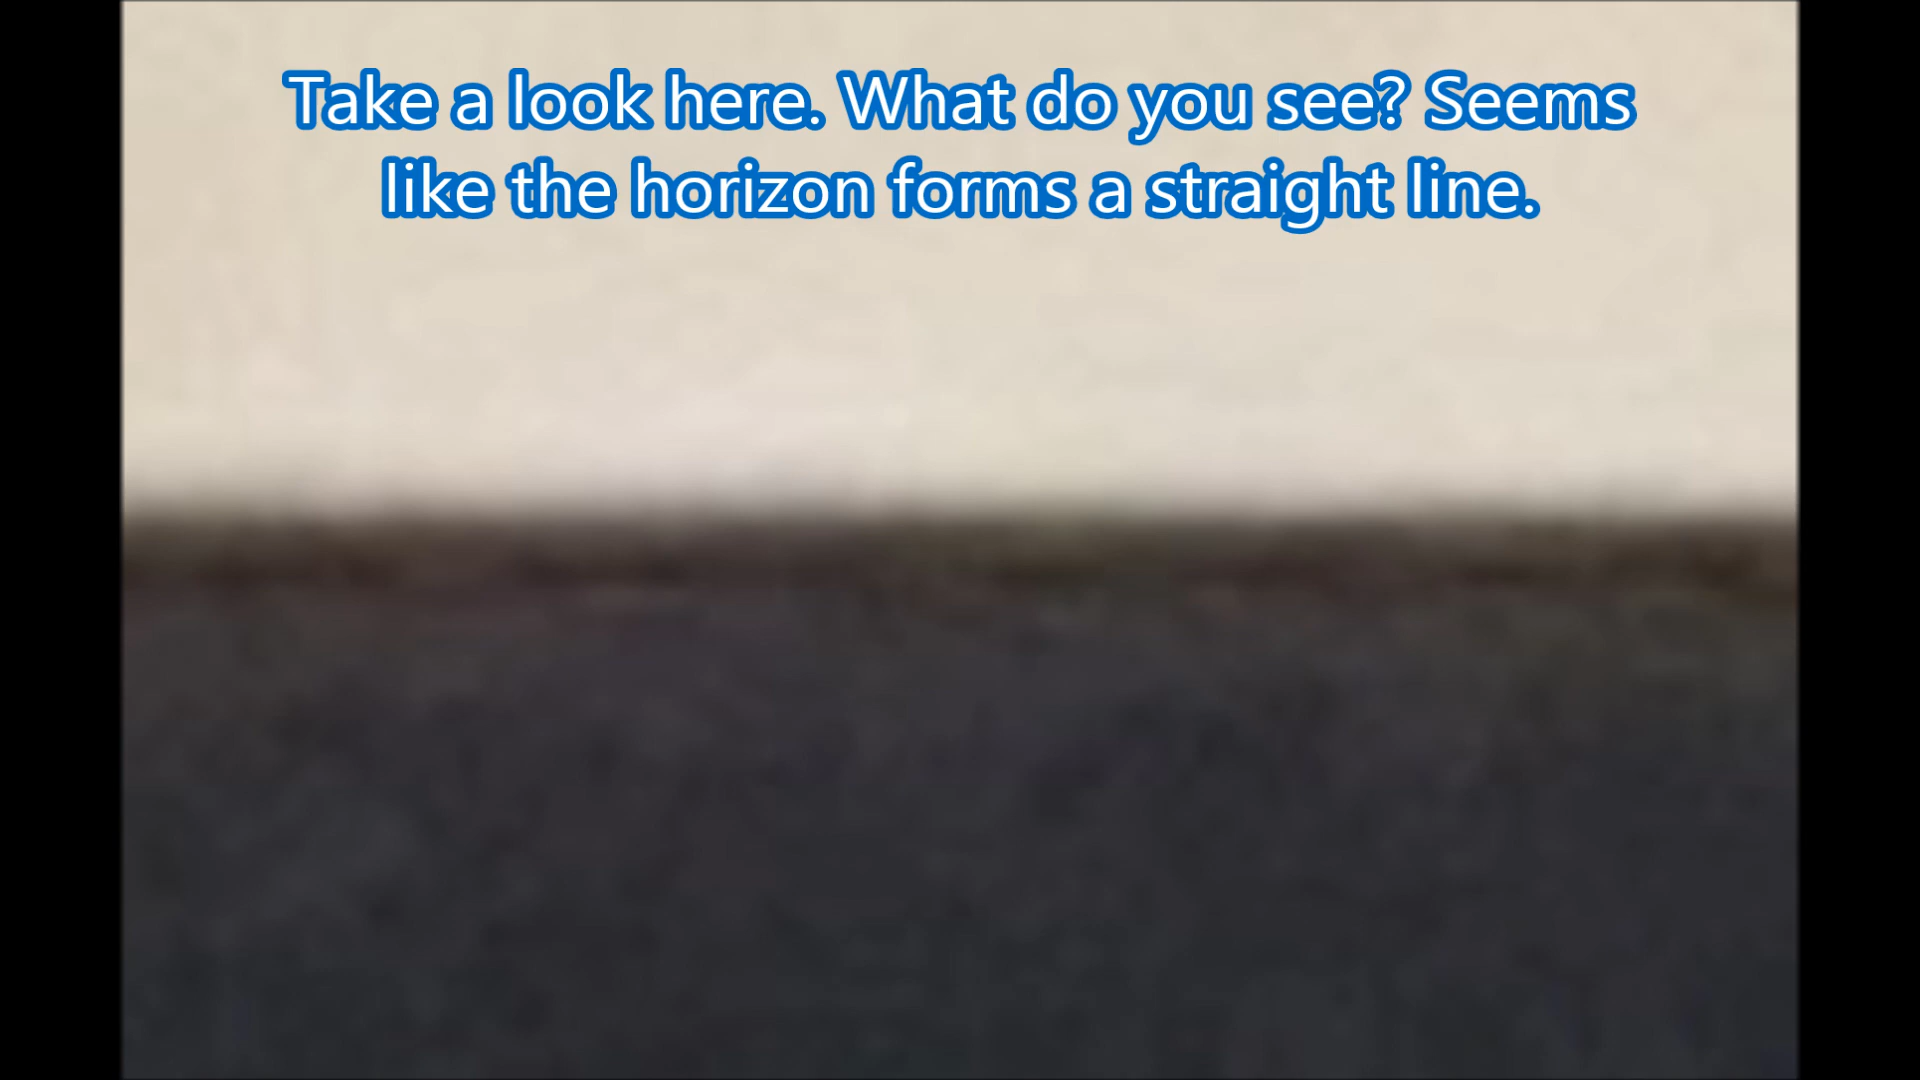 Take a look here. What do you see? Seems
like the horizon forms a straight line.